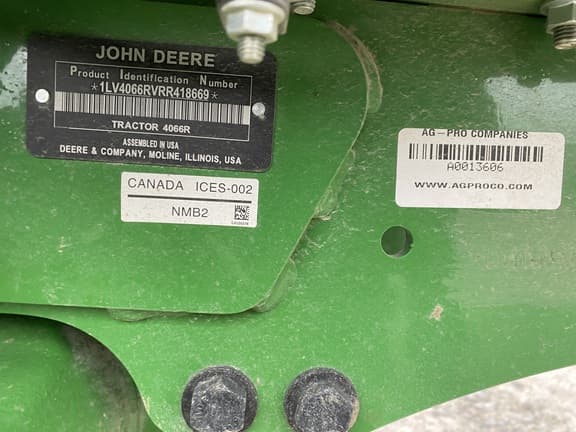 JOHN DEERE
Product Identification Number
*1LV4066RVRR418669*
TRACTOR 4066R
ASSEMBLED IN USA
DEERE & COMPANY, MOLINE, ILLINOIS, USA
CANADA ICES-002
NMB2
AG-PRO COMPANIES
A0013606
WWW.AGPROCO.COM